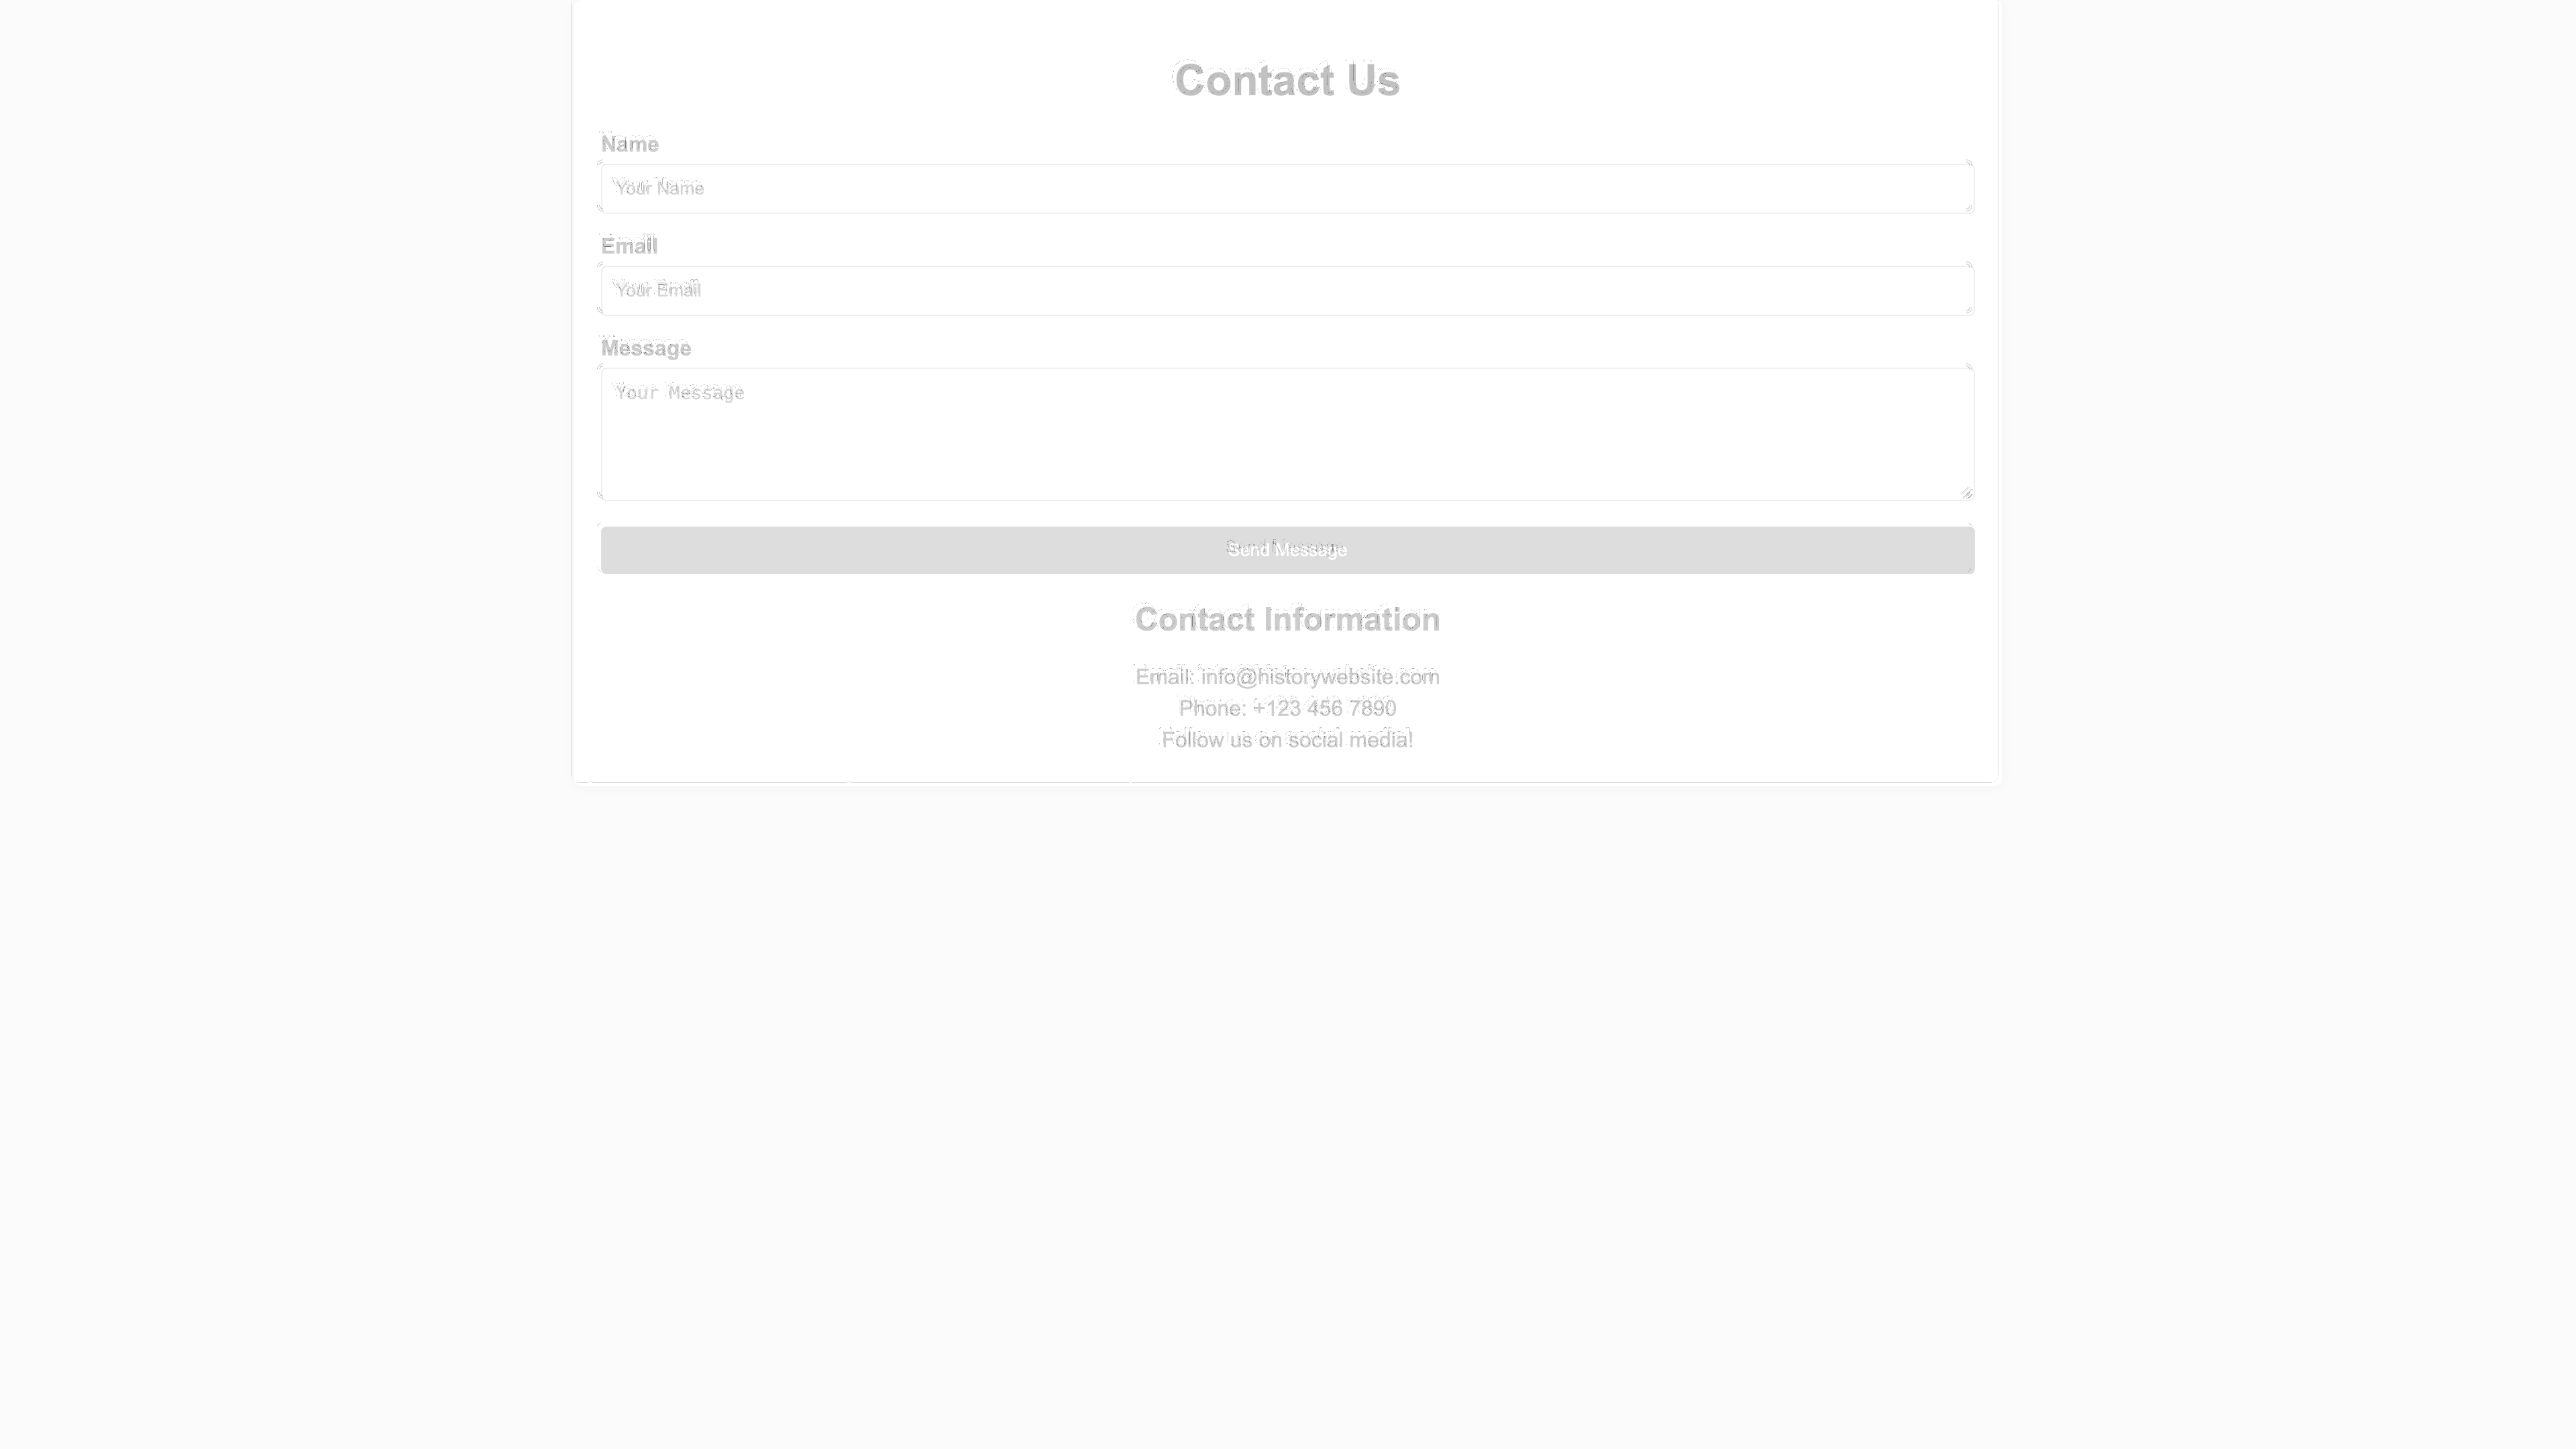 Contact Us
Name
Your Name
Email
Your Email
Message
Your Message
Send Message
Contact Information
Email: info@historywebsite.com
Phone: +123 456 7890
Follow us on social media!